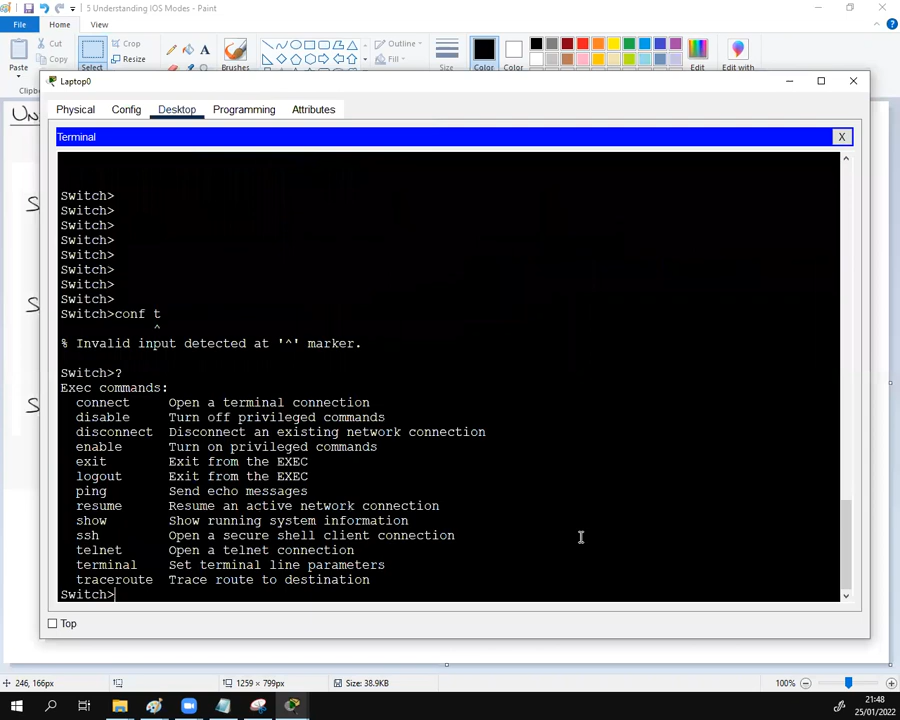 5 Understanding IOS Modes - Paint
File
Home
View
Paste
Cut
Copy
Select
Crop
Resize
Brushes
Outline
Fill
Size
Color
Color
Edit
Edit with
Clipb
Un
Laptop0
Physical
Config
Desktop
Programming
Attributes
Terminal
X
Switch>
Switch>
Switch>
Switch>
Switch>
Switch>
Switch>
Switch>
Switch>conf t
^
% Invalid input detected at '^' marker.
Switch>?
Exec commands:
connect Open a terminal connection
disable Turn off privileged commands
disconnect Disconnect an existing network connection
enable Turn on privileged commands
exit Exit from the EXEC
logout Exit from the EXEC
ping Send echo messages
resume Resume an active network connection
show Show running system information
ssh Open a secure shell client connection
telnet Open a telnet connection
terminal Set terminal line parameters
traceroute Trace route to destination
Switch>
S
S
S
Top
246, 166px
1259 × 799px
Size: 38.9KB
100%
21:48
25/01/2022